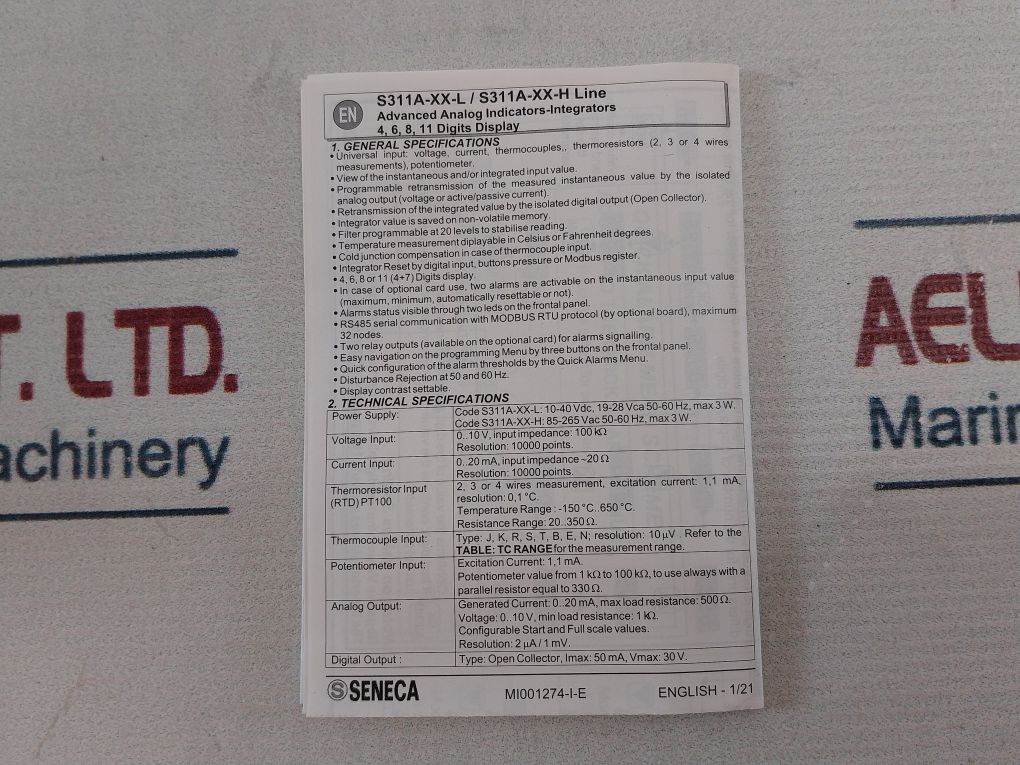 EN
S311A-XX-L / S311A-XX-H Line
Advanced Analog Indicators-Integrators
4, 6, 8, 11 Digits Display
1. GENERAL SPECIFICATIONS
• Universal input: voltage, current, thermocouples,, thermoresistors (2, 3 or 4 wires
measurements), potentiometer.
• View of the instantaneous and/or integrated input value.
• Programmable retransmission of the measured instantaneous value by the isolated
analog output (voltage or active/passive current).
• Retransmission of the integrated value by the isolated digital output (Open Collector).
• Integrator value is saved on non-volatile memory.
• Filter programmable at 20 levels to stabilise reading.
• Temperature measurement diplayable in Celsius or Fahrenheit degrees.
• Cold junction compensation in case of thermocouple input.
• Integrator Reset by digital input, buttons pressure or Modbus register.
• 4, 6, 8 or 11 (4+7) Digits display.
• In case of optional card use, two alarms are activable on the instantaneous input value
(maximum, minimum, automatically resettable or not).
• Alarms status visible through two leds on the frontal panel.
• RS485 serial communication with MODBUS RTU protocol (by optional board), maximum
32 nodes.
• Two relay outputs (available on the optional card) for alarms signalling.
• Easy navigation on the programming Menu by three buttons on the frontal panel.
• Quick configuration of the alarm thresholds by the Quick Alarms Menu.
• Disturbance Rejection at 50 and 60 Hz.
• Display contrast settable.
2. TECHNICAL SPECIFICATIONS
Power Supply:
Code S311A-XX-L: 10-40 Vdc, 19-28 Vca 50-60 Hz, max 3 W.
Code S311A-XX-H: 85-265 Vac 50-60 Hz, max 3 W.
Voltage Input:
0..10 V, input impedance: 100 kΩ
Resolution: 10000 points.
Current Input:
0..20 mA, input impedance ~20 Ω
Resolution: 10000 points.
Thermoresistor Input
(RTD) PT100
2, 3 or 4 wires measurement, excitation current: 1,1 mA,
resolution: 0,1 °C.
Temperature Range : -150 °C..650 °C.
Resistance Range: 20..350 Ω.
Thermocouple Input:
Type: J, K, R, S, T, B, E, N; resolution: 10 µV . Refer to the
TABLE: TC RANGE for the measurement range.
Potentiometer Input:
Excitation Current: 1,1 mA.
Potentiometer value from 1 kΩ to 100 kΩ, to use always with a
parallel resistor equal to 330 Ω.
Analog Output:
Generated Current: 0..20 mA, max load resistance: 500 Ω.
Voltage: 0..10 V, min load resistance: 1 kΩ.
Configurable Start and Full scale values.
Resolution: 2 µA / 1 mV.
Digital Output :
Type: Open Collector, Imax: 50 mA, Vmax: 30 V.
SENECA
MI001274-I-E
ENGLISH - 1/21
T. LTD.
achinery
AEL
Marin